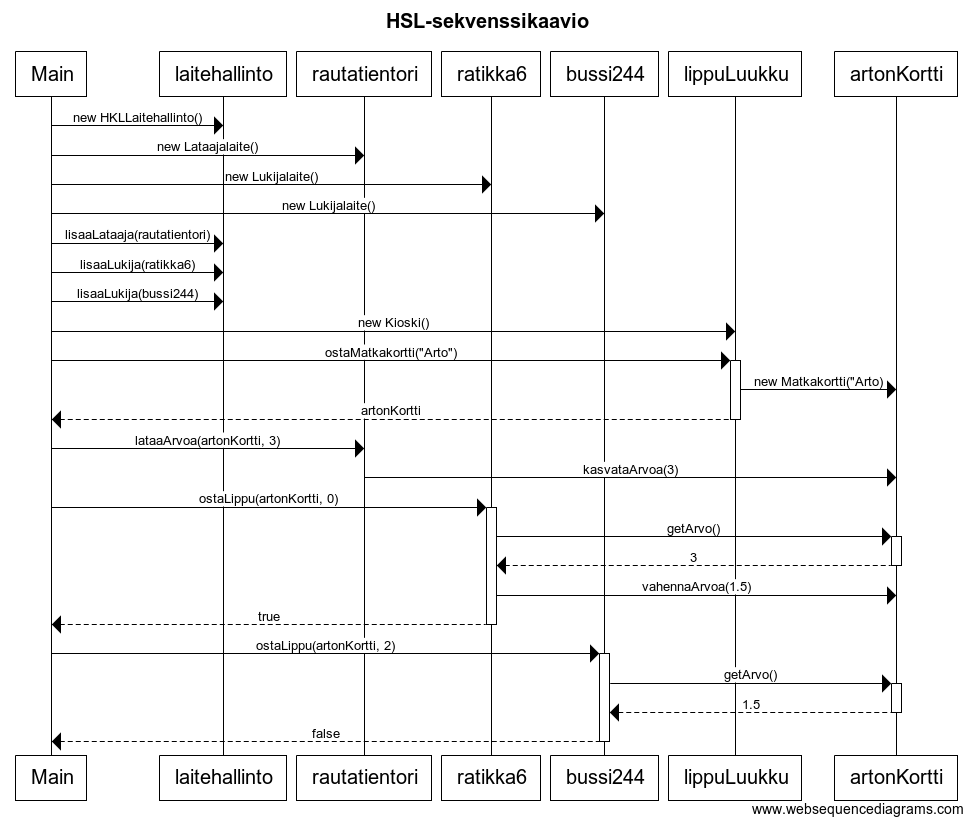 HSL-sekvenssikaavio
Main laitehallinto rautatientori ratikka6 bussi244 lippuLuukku artonKortti
new HKLLaitehallinto()
new Lataajalaite()
new Lukijalaite()
new Lukijalaite()
lisaaLataaja(rautatientori)
lisaaLukija(ratikka6)
lisaaLukija(bussi244)
new Kioski()
ostaMatkakortti("Arto")
new Matkakortti("Arto)
artonKortti
lataaArvoa(artonKortti, 3)
kasvataArvoa(3)
ostaLippu(artonKortti, 0)
getArvo()
3
vahennaArvoa(1.5)
true
ostaLippu(artonKortti, 2)
getArvo()
1.5
false
Main laitehallinto rautatientori ratikka6 bussi244 lippuLuukku artonKortti
www.websequencediagrams.com